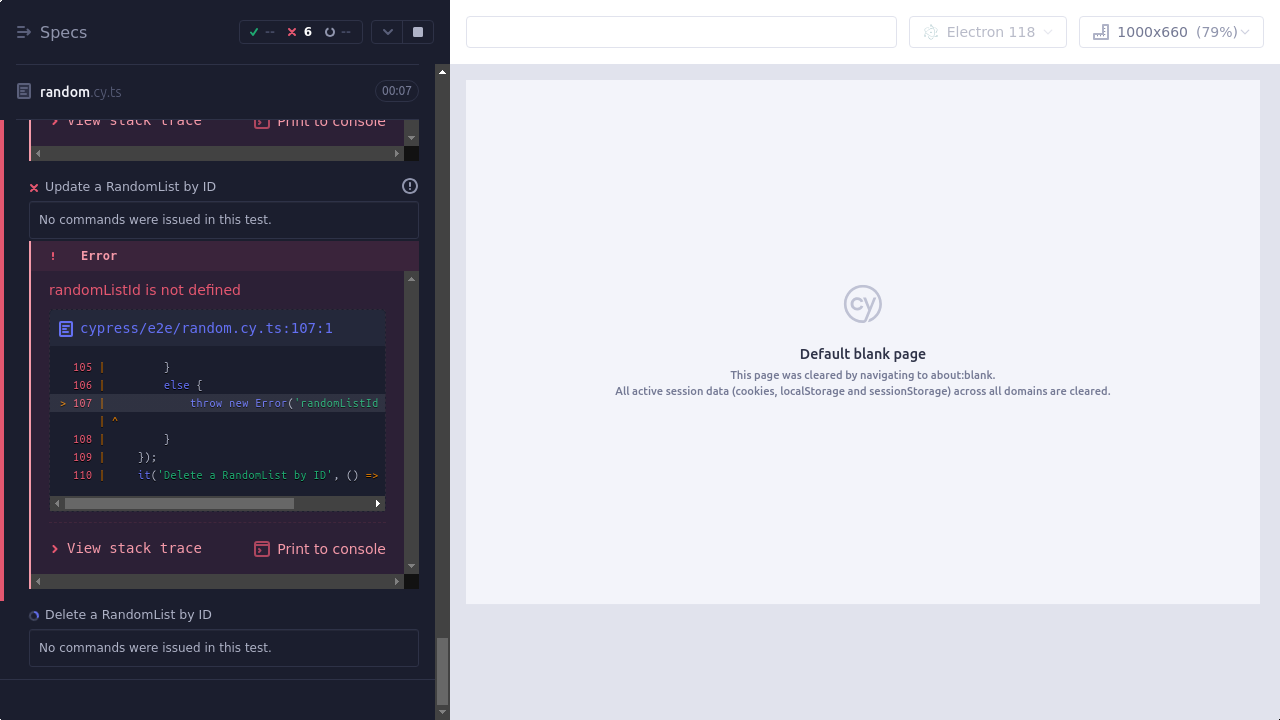 Specs
--
6
--
Electron 118
1000x660 (79%)
random.cy.ts
00:07
View stack trace
Print to console
Update a RandomList by ID
No commands were issued in this test.
! Error
randomListId is not defined
cypress/e2e/random.cy.ts:107:1
105 | }
106 | else {
> 107 | throw new Error('randomListId
| ^
108 | }
109 | });
110 | it('Delete a RandomList by ID', () =>
View stack trace
Print to console
Delete a RandomList by ID
No commands were issued in this test.
cy
Default blank page
This page was cleared by navigating to about:blank.
All active session data (cookies, localStorage and sessionStorage) across all domains are cleared.